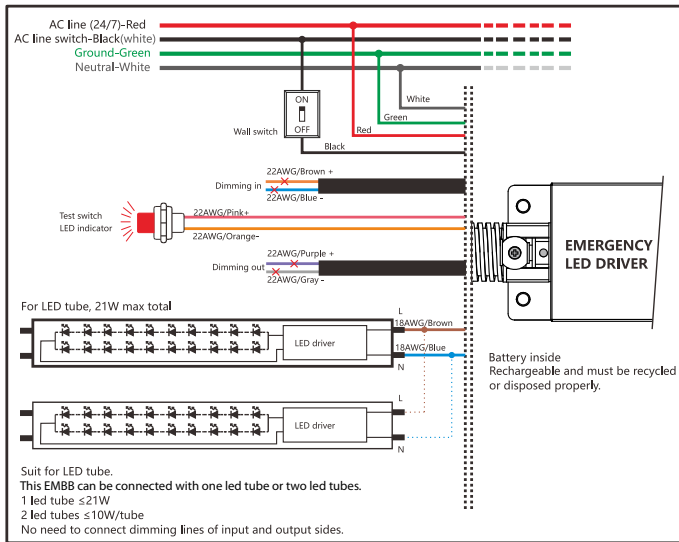 AC line (24/7)-Red
AC line switch-Black(white)
Ground-Green
Neutral-White
ON
OFF
Wall switch
White
Green
Red
Black
22AWG/Brown +
Dimming in
22AWG/Blue -
Test switch
LED indicator
22AWG/Pink+
22AWG/Orange-
22AWG/Purple +
Dimming out
22AWG/Gray -
EMERGENCY
LED DRIVER
For LED tube, 21W max total
L
18AWG/Brown
LED driver
18AWG/Blue
N
Battery inside
Rechargeable and must be recycled
or disposed properly.
L
LED driver
N
Suit for LED tube.
This EMBB can be connected with one led tube or two led tubes.
1 led tube ≤21W
2 led tubes ≤10W/tube
No need to connect dimming lines of input and output sides.